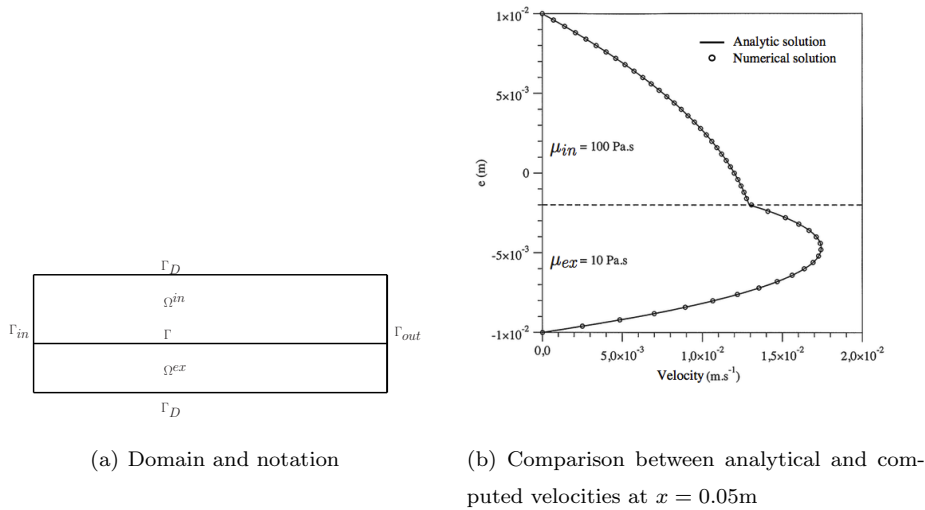 Γ_D
Ω^in
Γ_in
Γ
Γ_out
Ω^ex
Γ_D
(a) Domain and notation
1×10⁻²
5×10⁻³
0
-5×10⁻³
-1×10⁻²
e (m)
Analytic solution
Numerical solution
μ_in = 100 Pa.s
μ_ex = 10 Pa.s
0,0
5,0×10⁻³
1,0×10⁻²
1,5×10⁻²
2,0×10⁻²
Velocity (m.s⁻¹)
(b) Comparison between analytical and com-
puted velocities at x = 0.05m